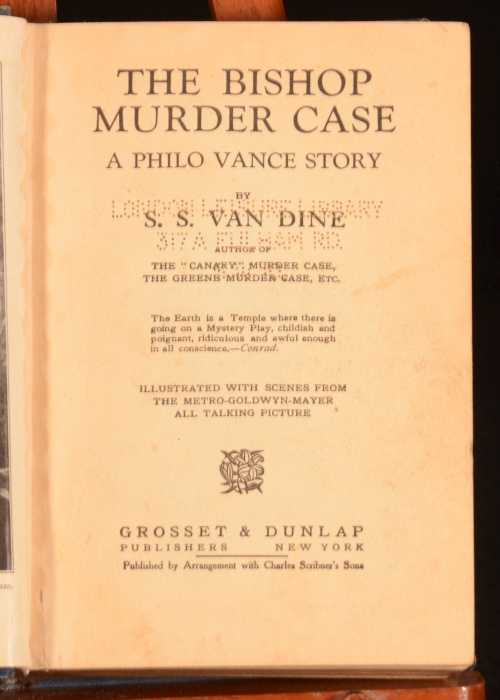 THE BISHOP
MURDER CASE
A PHILO VANCE STORY
BY
LONDON LEISURE LIBRARY
S. S. VAN DINE
317A FULHAM RD.
AUTHOR OF
THE "CANARY" MURDER CASE,
THE GREENE MURDER CASE, ETC.
The Earth is a Temple where there is
going on a Mystery Play, childish and
poignant, ridiculous and awful enough
in all conscience.—Conrad.
ILLUSTRATED WITH SCENES FROM
THE METRO-GOLDWYN-MAYER
ALL TALKING PICTURE
GROSSET & DUNLAP
PUBLISHERS NEW YORK
Published by Arrangement with Charles Scribner's Sons